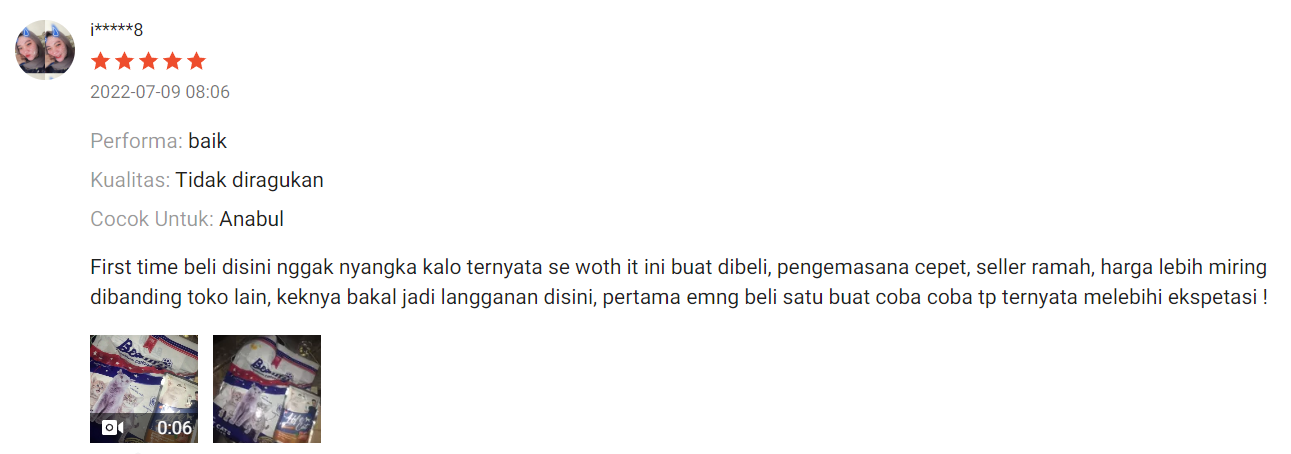 i*****8
2022-07-09 08:06
Performa: baik
Kualitas: Tidak diragukan
Cocok Untuk: Anabul
First time beli disini nggak nyangka kalo ternyata se woth it ini buat dibeli, pengemasana cepet, seller ramah, harga lebih miring
dibanding toko lain, keknya bakal jadi langganan disini, pertama emng beli satu buat coba coba tp ternyata melebihi ekspetasi !
0:06